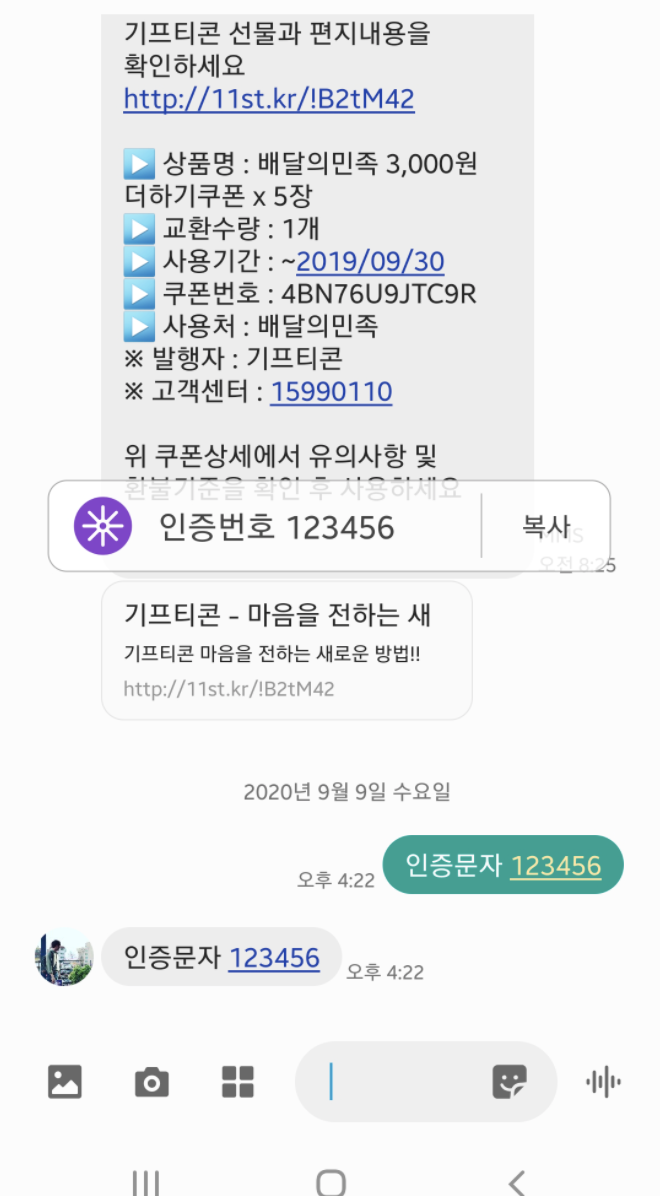 기프티콘 선물과 편지내용을
확인하세요
http://11st.kr/!B2tM42
▶ 상품명 : 배달의민족 3,000원
더하기쿠폰 x 5장
▶ 교환수량 : 1개
▶ 사용기간 : ~2019/09/30
▶ 쿠폰번호 : 4BN76U9JTC9R
▶ 사용처 : 배달의민족
※ 발행자 : 기프티콘
※ 고객센터 : 15990110
위 쿠폰상세에서 유의사항 및
환불기준을 확인 후 사용하세요
인증번호 123456
복사
MMS
오전 8:25
기프티콘 - 마음을 전하는 새
기프티콘 마음을 전하는 새로운 방법!!
http://11st.kr/!B2tM42
2020년 9월 9일 수요일
오후 4:22 인증문자 123456
인증문자 123456 오후 4:22